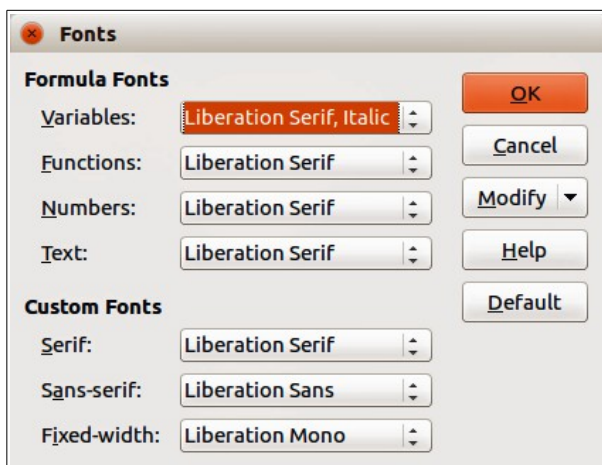 Fonts
Formula Fonts
Variables: Liberation Serif, Italic
Functions: Liberation Serif
Numbers: Liberation Serif
Text: Liberation Serif
Custom Fonts
Serif: Liberation Serif
Sans-serif: Liberation Sans
Fixed-width: Liberation Mono
OK
Cancel
Modify
Help
Default